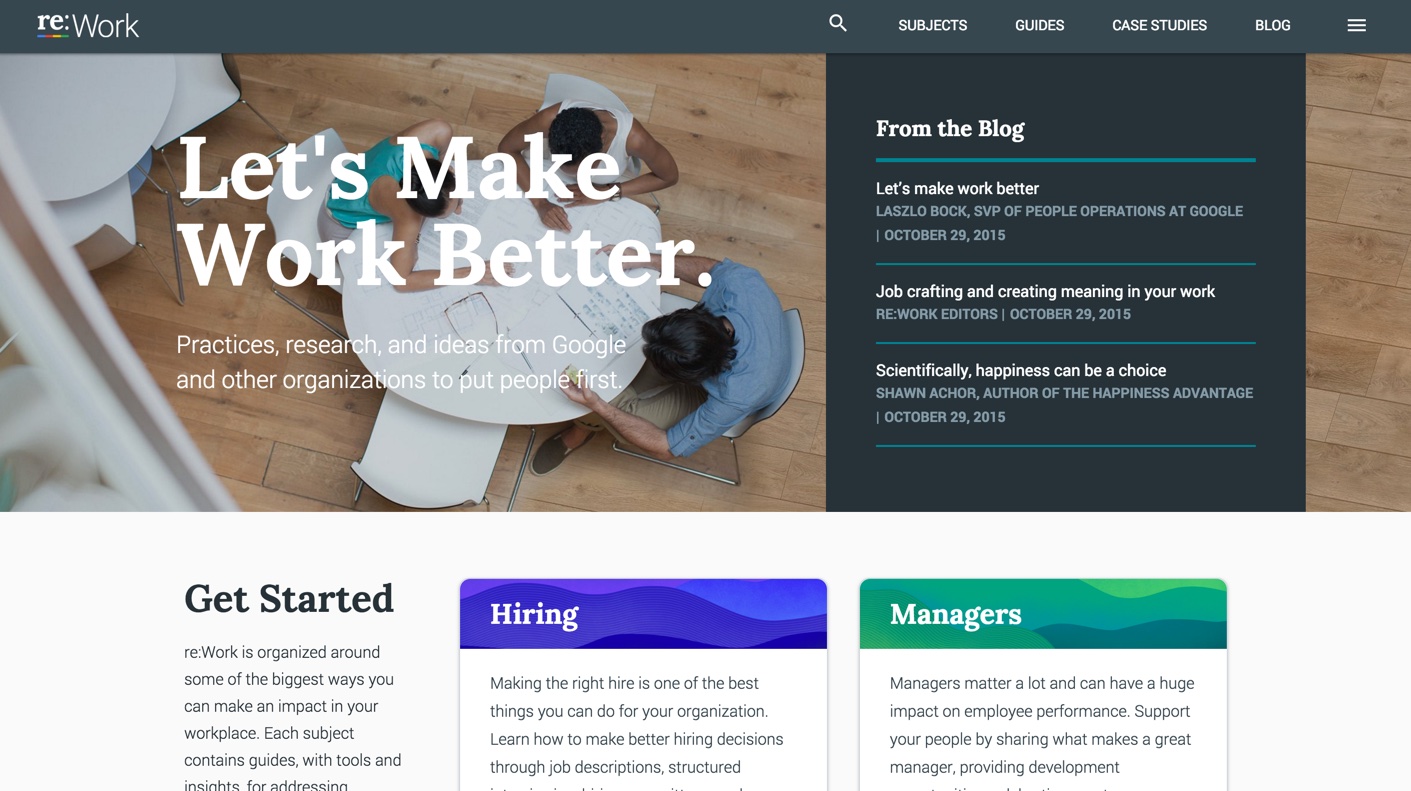 re:Work
SUBJECTS
GUIDES
CASE STUDIES
BLOG
Let's Make
Work Better.
Practices, research, and ideas from Google
and other organizations to put people first.
From the Blog
Let’s make work better
LASZLO BOCK, SVP OF PEOPLE OPERATIONS AT GOOGLE
| OCTOBER 29, 2015
Job crafting and creating meaning in your work
RE:WORK EDITORS | OCTOBER 29, 2015
Scientifically, happiness can be a choice
SHAWN ACHOR, AUTHOR OF THE HAPPINESS ADVANTAGE
| OCTOBER 29, 2015
Get Started
re:Work is organized around
some of the biggest ways you
can make an impact in your
workplace. Each subject
contains guides, with tools and
insights, for addressing
Hiring
Making the right hire is one of the best
things you can do for your organization.
Learn how to make better hiring decisions
through job descriptions, structured
Managers
Managers matter a lot and can have a huge
impact on employee performance. Support
your people by sharing what makes a great
manager, providing development